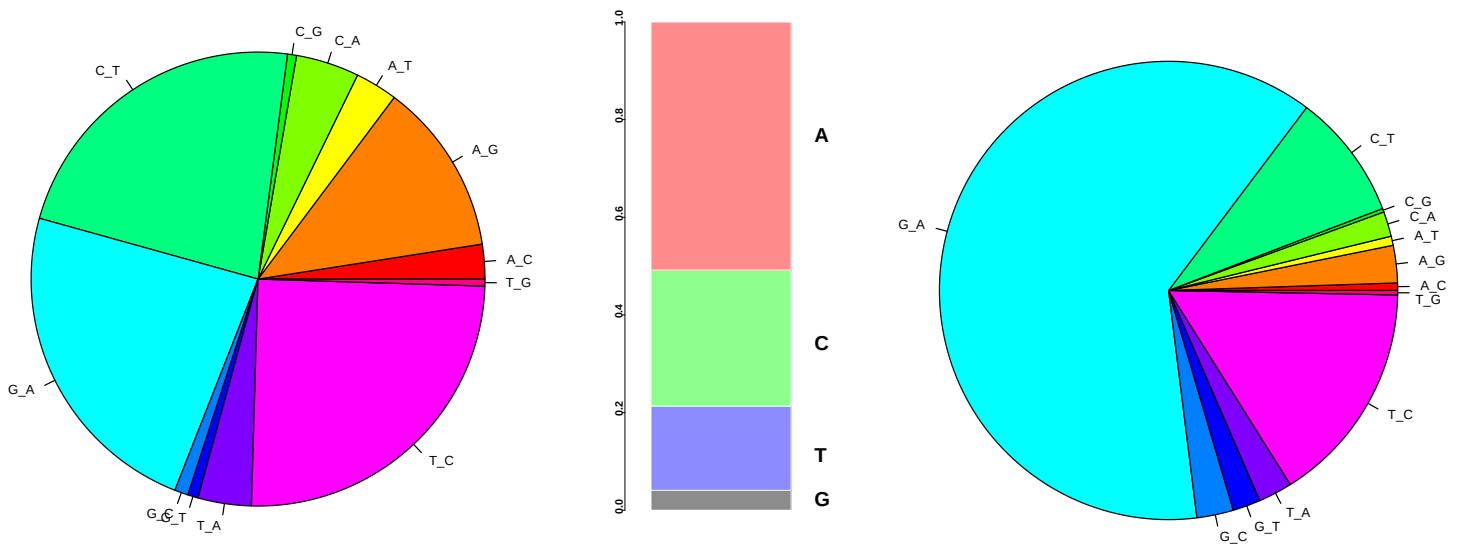 C_G
C_A
A_T
A_G
A_C
T_G
T_C
T_A
G_T
G_C
G_A
C_T
1.0
0.8
0.6
0.4
0.2
0.0
A
C
T
G
C_T
C_G
C_A
A_T
A_G
A_C
T_G
T_C
T_A
G_T
G_C
G_A